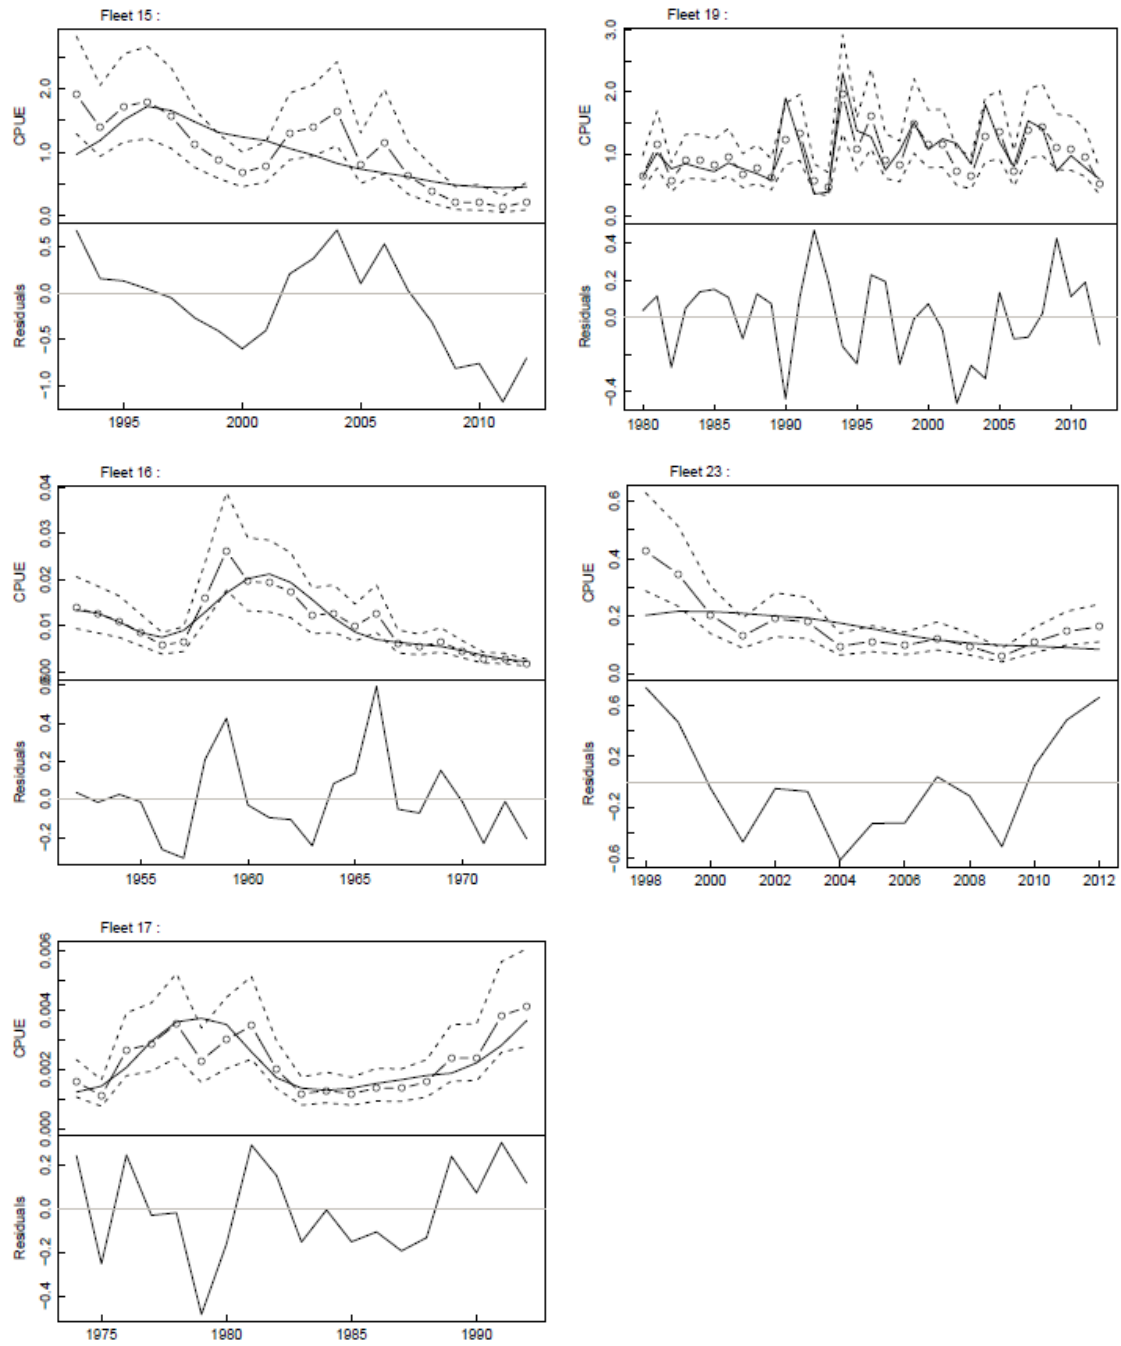 Fleet 15 :
CPUE
0.0 1.0 2.0
Residuals
-1.0 -0.5 0.0 0.5
1995 2000 2005 2010
Fleet 19 :
CPUE
0.0 1.0 2.0 3.0
Residuals
-0.4 0.0 0.2 0.4
1980 1985 1990 1995 2000 2005 2010
Fleet 16 :
CPUE
0.01 0.02 0.03 0.04
Residuals
-0.2 0.0 0.2 0.4
1955 1960 1965 1970
Fleet 23 :
CPUE
0.0 0.2 0.4 0.6
Residuals
-0.6 -0.2 0.2 0.6
1998 2000 2002 2004 2006 2008 2010 2012
Fleet 17 :
CPUE
0.000 0.002 0.004 0.006
Residuals
-0.4 -0.2 0.0 0.2
1975 1980 1985 1990